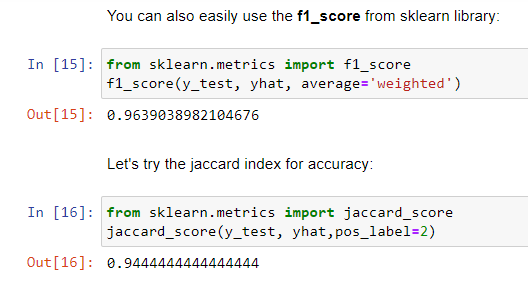 You can also easily use the f1_score from sklearn library:
In [15]: from sklearn.metrics import f1_score
f1_score(y_test, yhat, average='weighted')
Out[15]: 0.9639038982104676
Let's try the jaccard index for accuracy:
In [16]: from sklearn.metrics import jaccard_score
jaccard_score(y_test, yhat,pos_label=2)
Out[16]: 0.9444444444444444